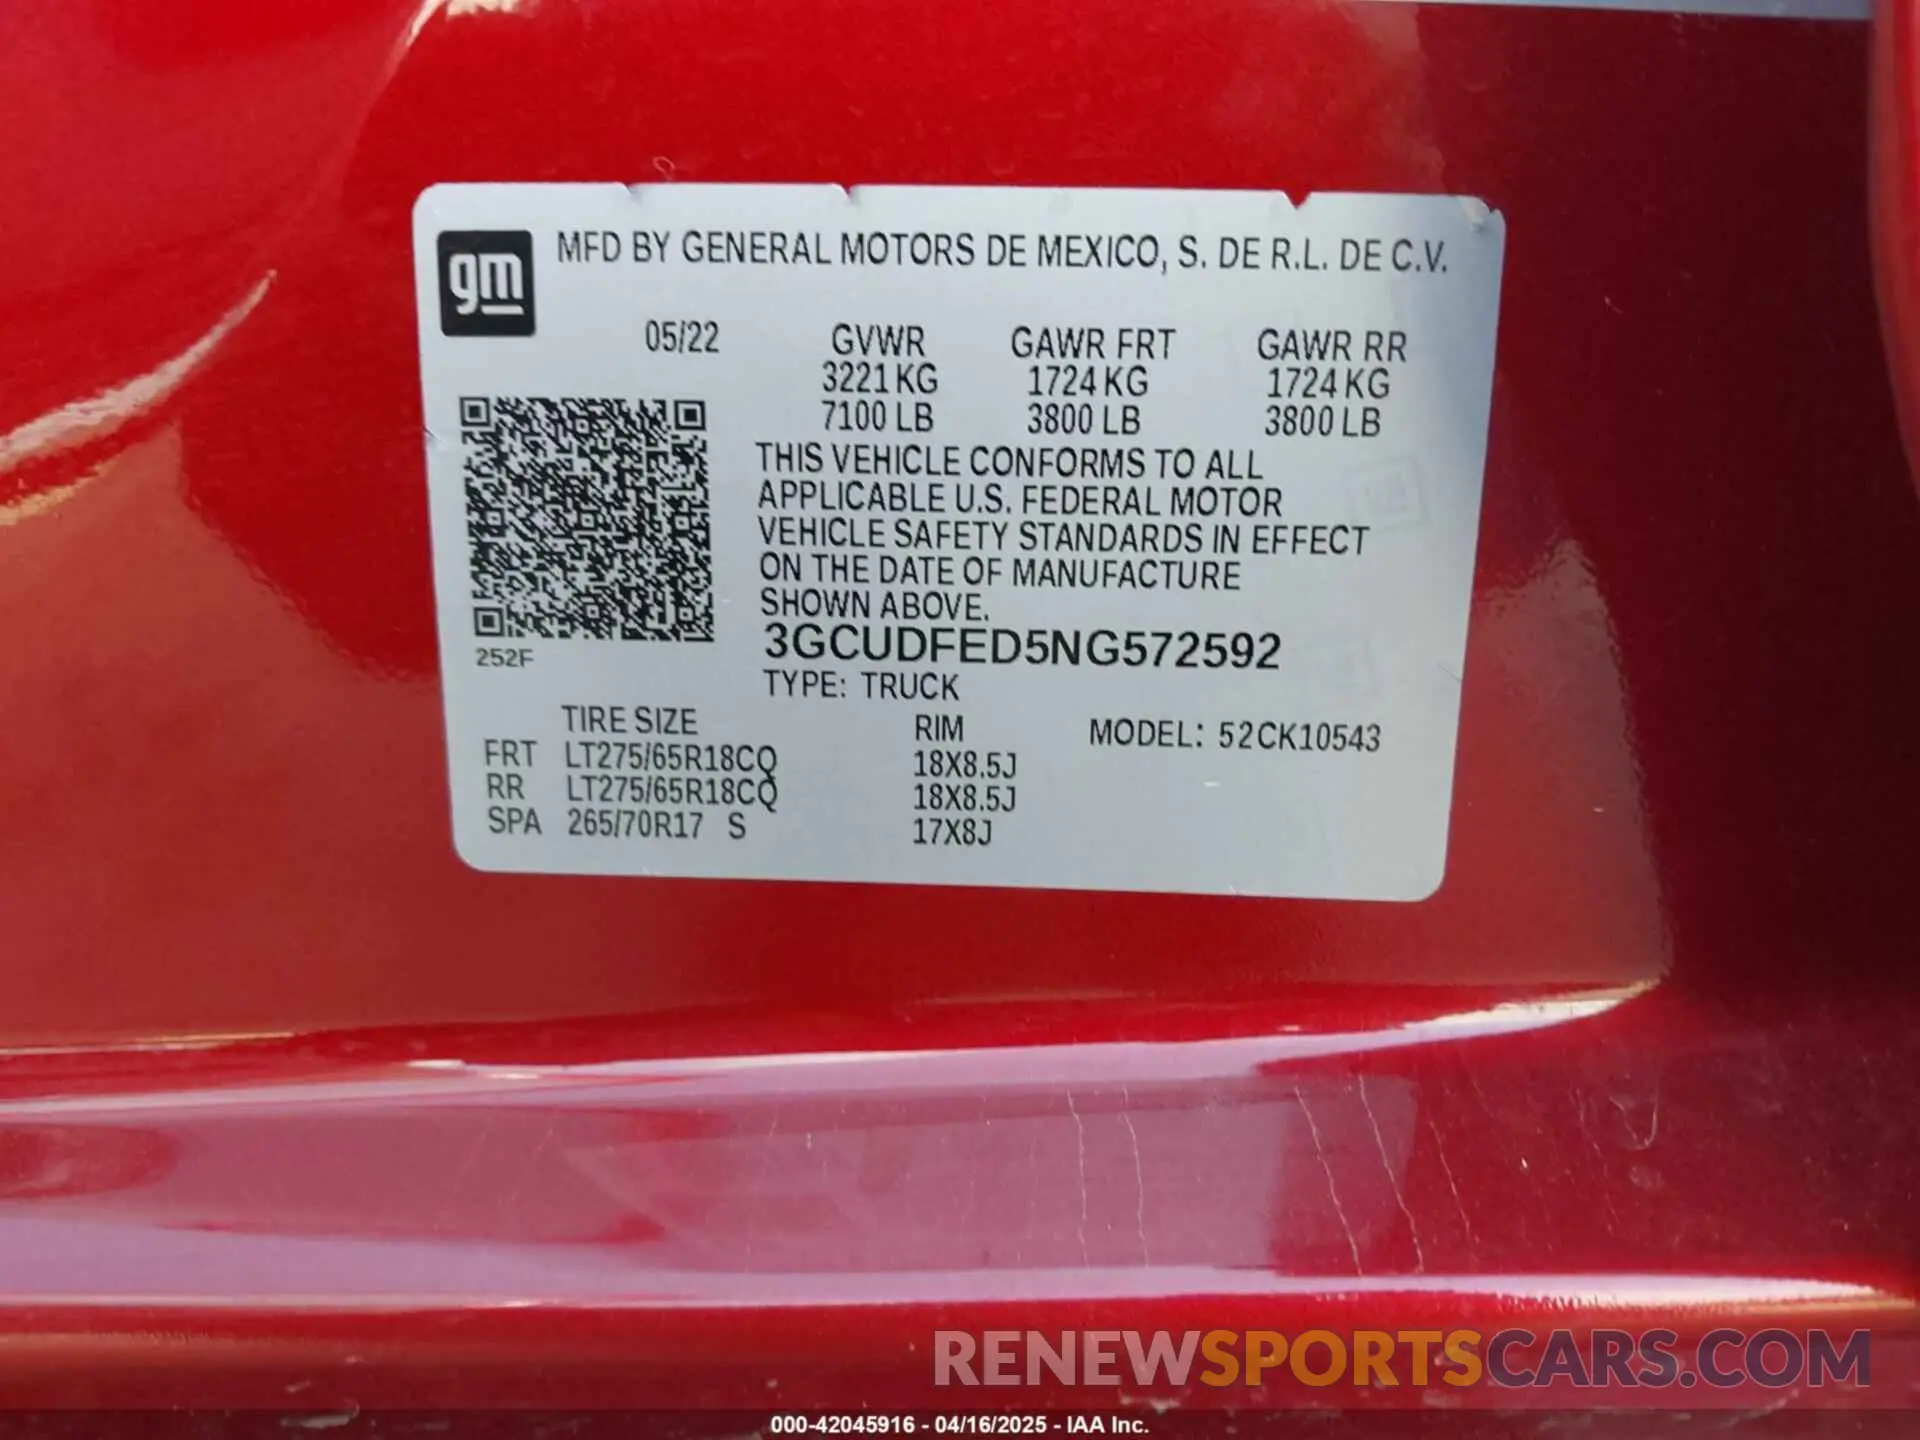 gm
MFD BY GENERAL MOTORS DE MEXICO, S. DE R.L. DE C.V.
05/22 GVWR GAWR FRT GAWR RR
3221 KG 1724 KG 1724 KG
7100 LB 3800 LB 3800 LB
THIS VEHICLE CONFORMS TO ALL
APPLICABLE U.S. FEDERAL MOTOR
VEHICLE SAFETY STANDARDS IN EFFECT
ON THE DATE OF MANUFACTURE
SHOWN ABOVE.
3GCUDFED5NG572592
252F
TYPE: TRUCK
TIRE SIZE RIM MODEL: 52CK10543
FRT LT275/65R18CQ 18X8.5J
RR LT275/65R18CQ 18X8.5J
SPA 265/70R17 S 17X8J
RENEWSPORTSCARS.COM
000-42045916 - 04/16/2025 - IAA Inc.